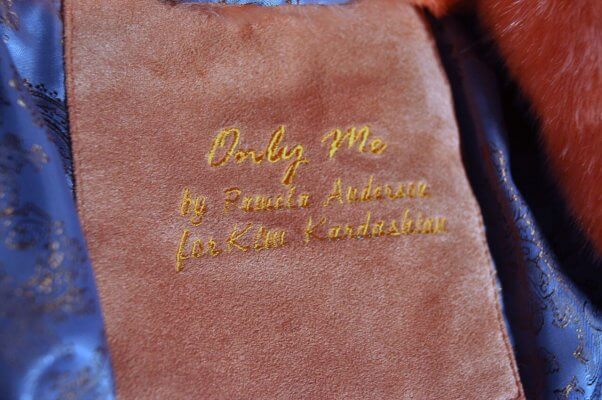 Only Me
by Pamela Anderson
for Kim Kardashian